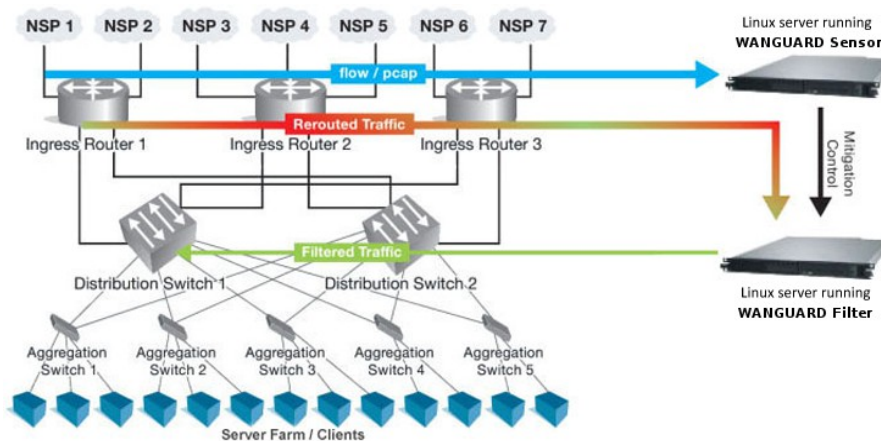 NSP 1
NSP 2
NSP 3
NSP 4
NSP 5
NSP 6
NSP 7
Linux server running
WANGUARD Sensor
flow / pcap
Rerouted Traffic
Ingress Router 1
Ingress Router 2
Ingress Router 3
Mitigation
Control
Filtered Traffic
Distribution Switch 1
Distribution Switch 2
Linux server running
WANGUARD Filter
Aggregation
Switch 1
Aggregation
Switch 2
Aggregation
Switch 3
Aggregation
Switch 4
Aggregation
Switch 5
Server Farm / Clients